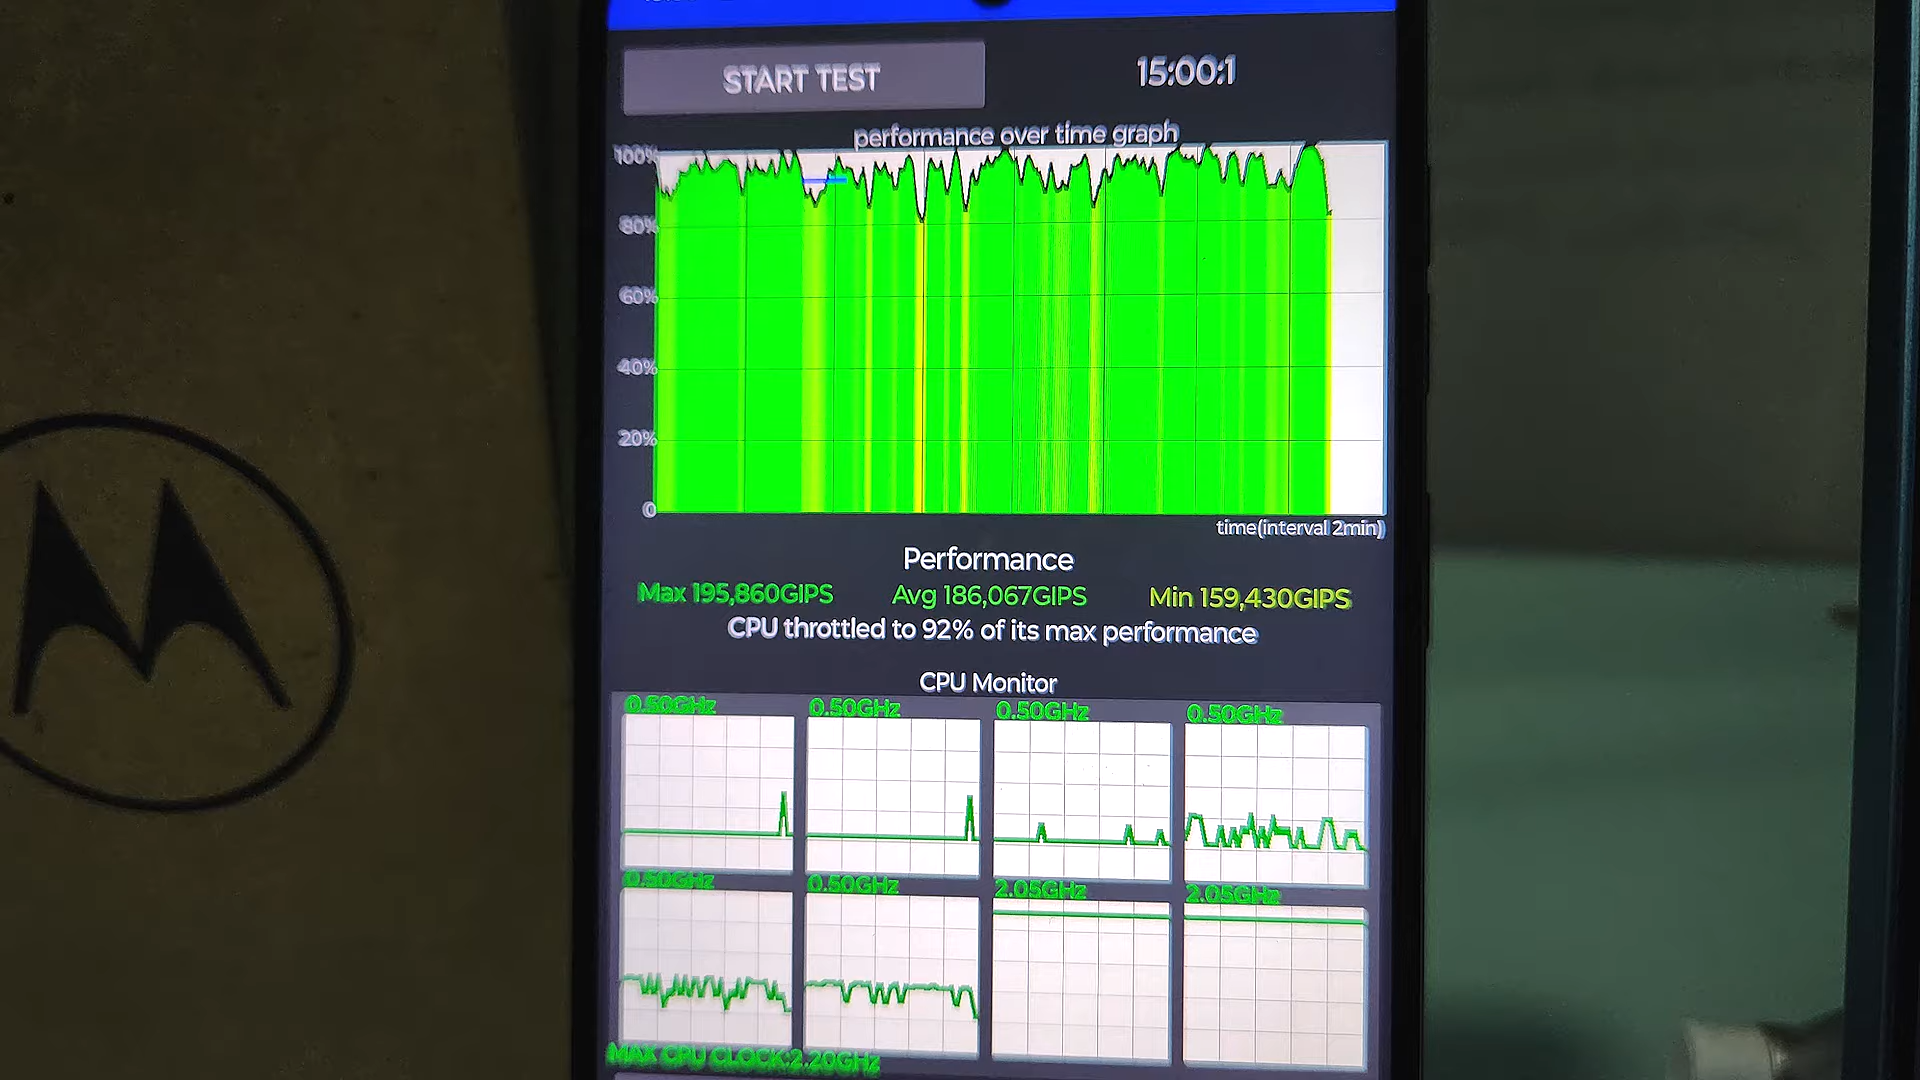 START TEST
15:00:1
performance over time graph
100%
80%
60%
40%
20%
0
time(interval 2min)
Performance
Max 195,860GIPS Avg 186,067GIPS Min 159,430GIPS
CPU throttled to 92% of its max performance
CPU Monitor
0.50GHz 0.50GHz 0.50GHz 0.50GHz
0.50GHz 0.50GHz 2.05GHz 2.05GHz
MAX CPU CLOCK:2.20GHz